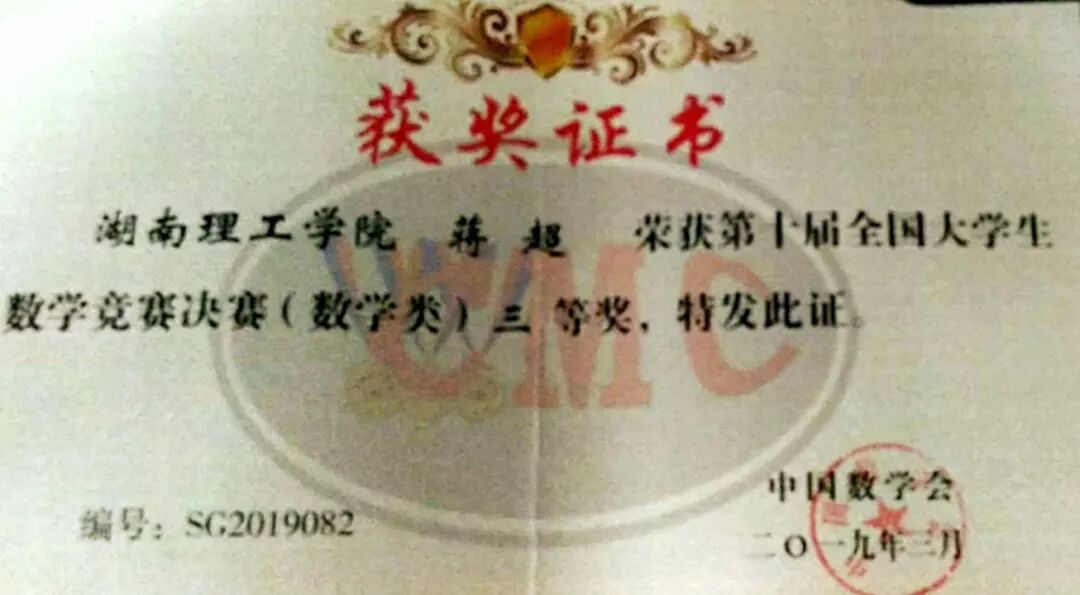 获奖证书
湖南理工学院 蒋超 荣获第十届全国大学生
数学竞赛决赛(数学类)三等奖,特发此证。
CMC
编号:SG2019082
中国数学会
二〇一九年三月